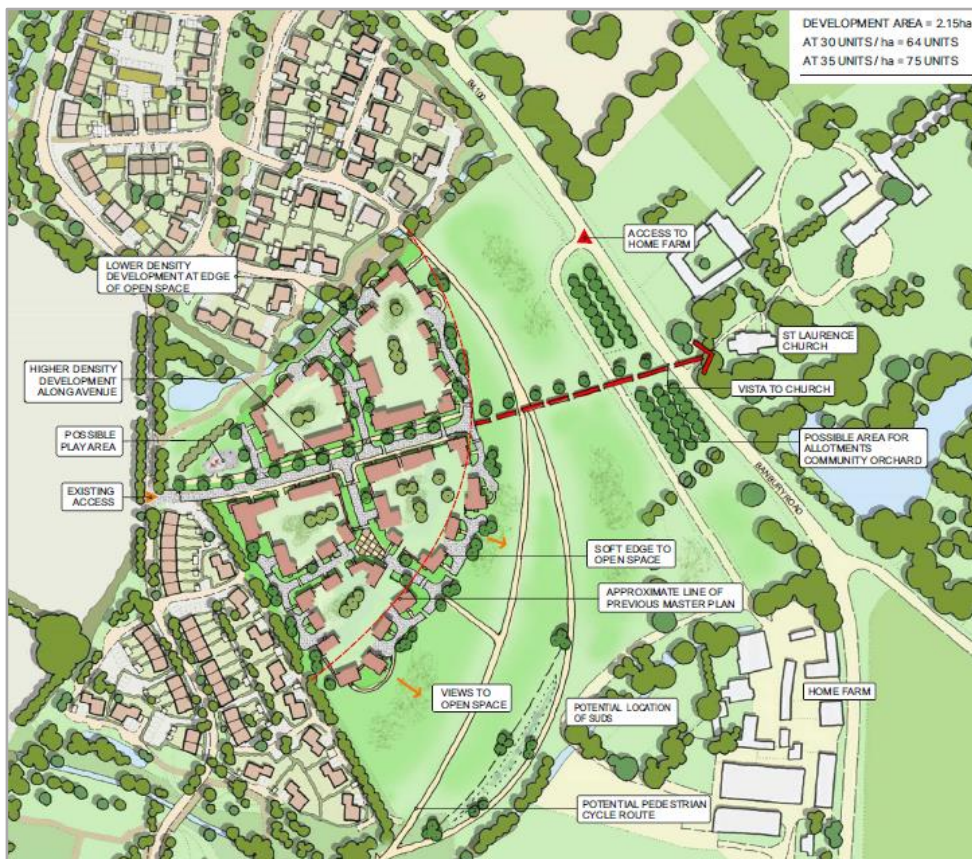 DEVELOPMENT AREA = 2.15ha
AT 30 UNITS / ha = 64 UNITS
AT 35 UNITS / ha = 75 UNITS
B4100
ACCESS TO
HOME FARM
LOWER DENSITY
DEVELOPMENT AT EDGE
OF OPEN SPACE
ST LAURENCE
CHURCH
HIGHER DENSITY
DEVELOPMENT
ALONG AVENUE
VISTA TO CHURCH
POSSIBLE
PLAY AREA
POSSIBLE AREA FOR
ALLOTMENTS
COMMUNITY ORCHARD
EXISTING
ACCESS
BANBURY ROAD
SOFT EDGE TO
OPEN SPACE
APPROXIMATE LINE OF
PREVIOUS MASTER PLAN
VIEWS TO
OPEN SPACE
POTENTIAL LOCATION
OF SUDS
HOME FARM
POTENTIAL PEDESTRIAN
CYCLE ROUTE